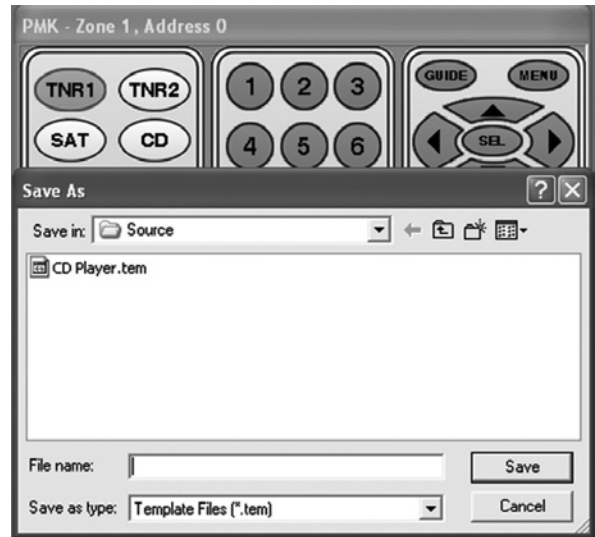 PMK - Zone 1, Address 0
TNR1 TNR2 1 2 3 GUIDE MENU
SAT CD 4 5 6 SEL
Save As
Save in: Source
CD Player.tem
File name: Save
Save as type: Template Files (*.tem) Cancel